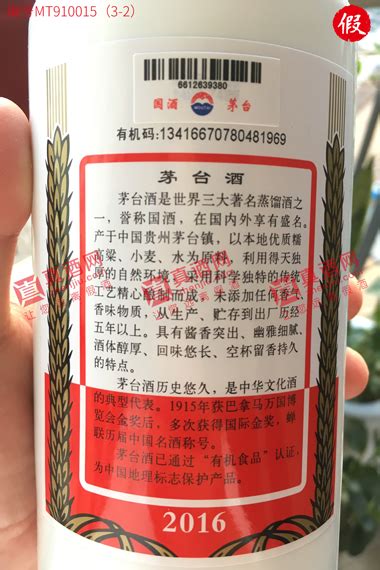 编号MT910015（3-2）
假
6612639380
国酒 茅台
有机码:13416670780481969
茅台酒
茅台酒是世界三大著名蒸馏酒之
一，誉称国酒，在国内外享有盛名。
产于中国贵州茅台镇，以本地优质糯
高粱、小麦、水为原料，利用得天独
厚的自然环境，采用科学独特的传统
工艺精心酿制而成，未添加任何香气、
香味物质，从生产、贮存到出厂历经
五年以上。具有酱香突出、幽雅细腻、
酒体醇厚、回味悠长、空杯留香持久
的特点。
茅台酒历史悠久，是中华文化酒
的典型代表。1915年获巴拿马万国博
览会金奖后，多次获得国际金奖，蝉
联历届中国名酒称号。
茅台酒已通过“有机食品”认证，
为中国地理标志保护产品。
2016
真酒网